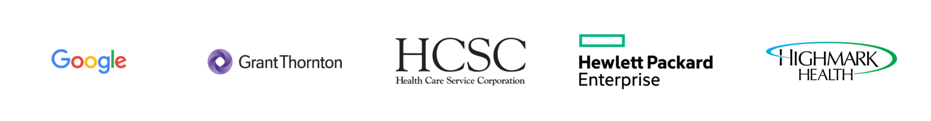 Google
GrantThornton
HCSC
Health Care Service Corporation
Hewlett Packard
Enterprise
HIGHMARK
HEALTH